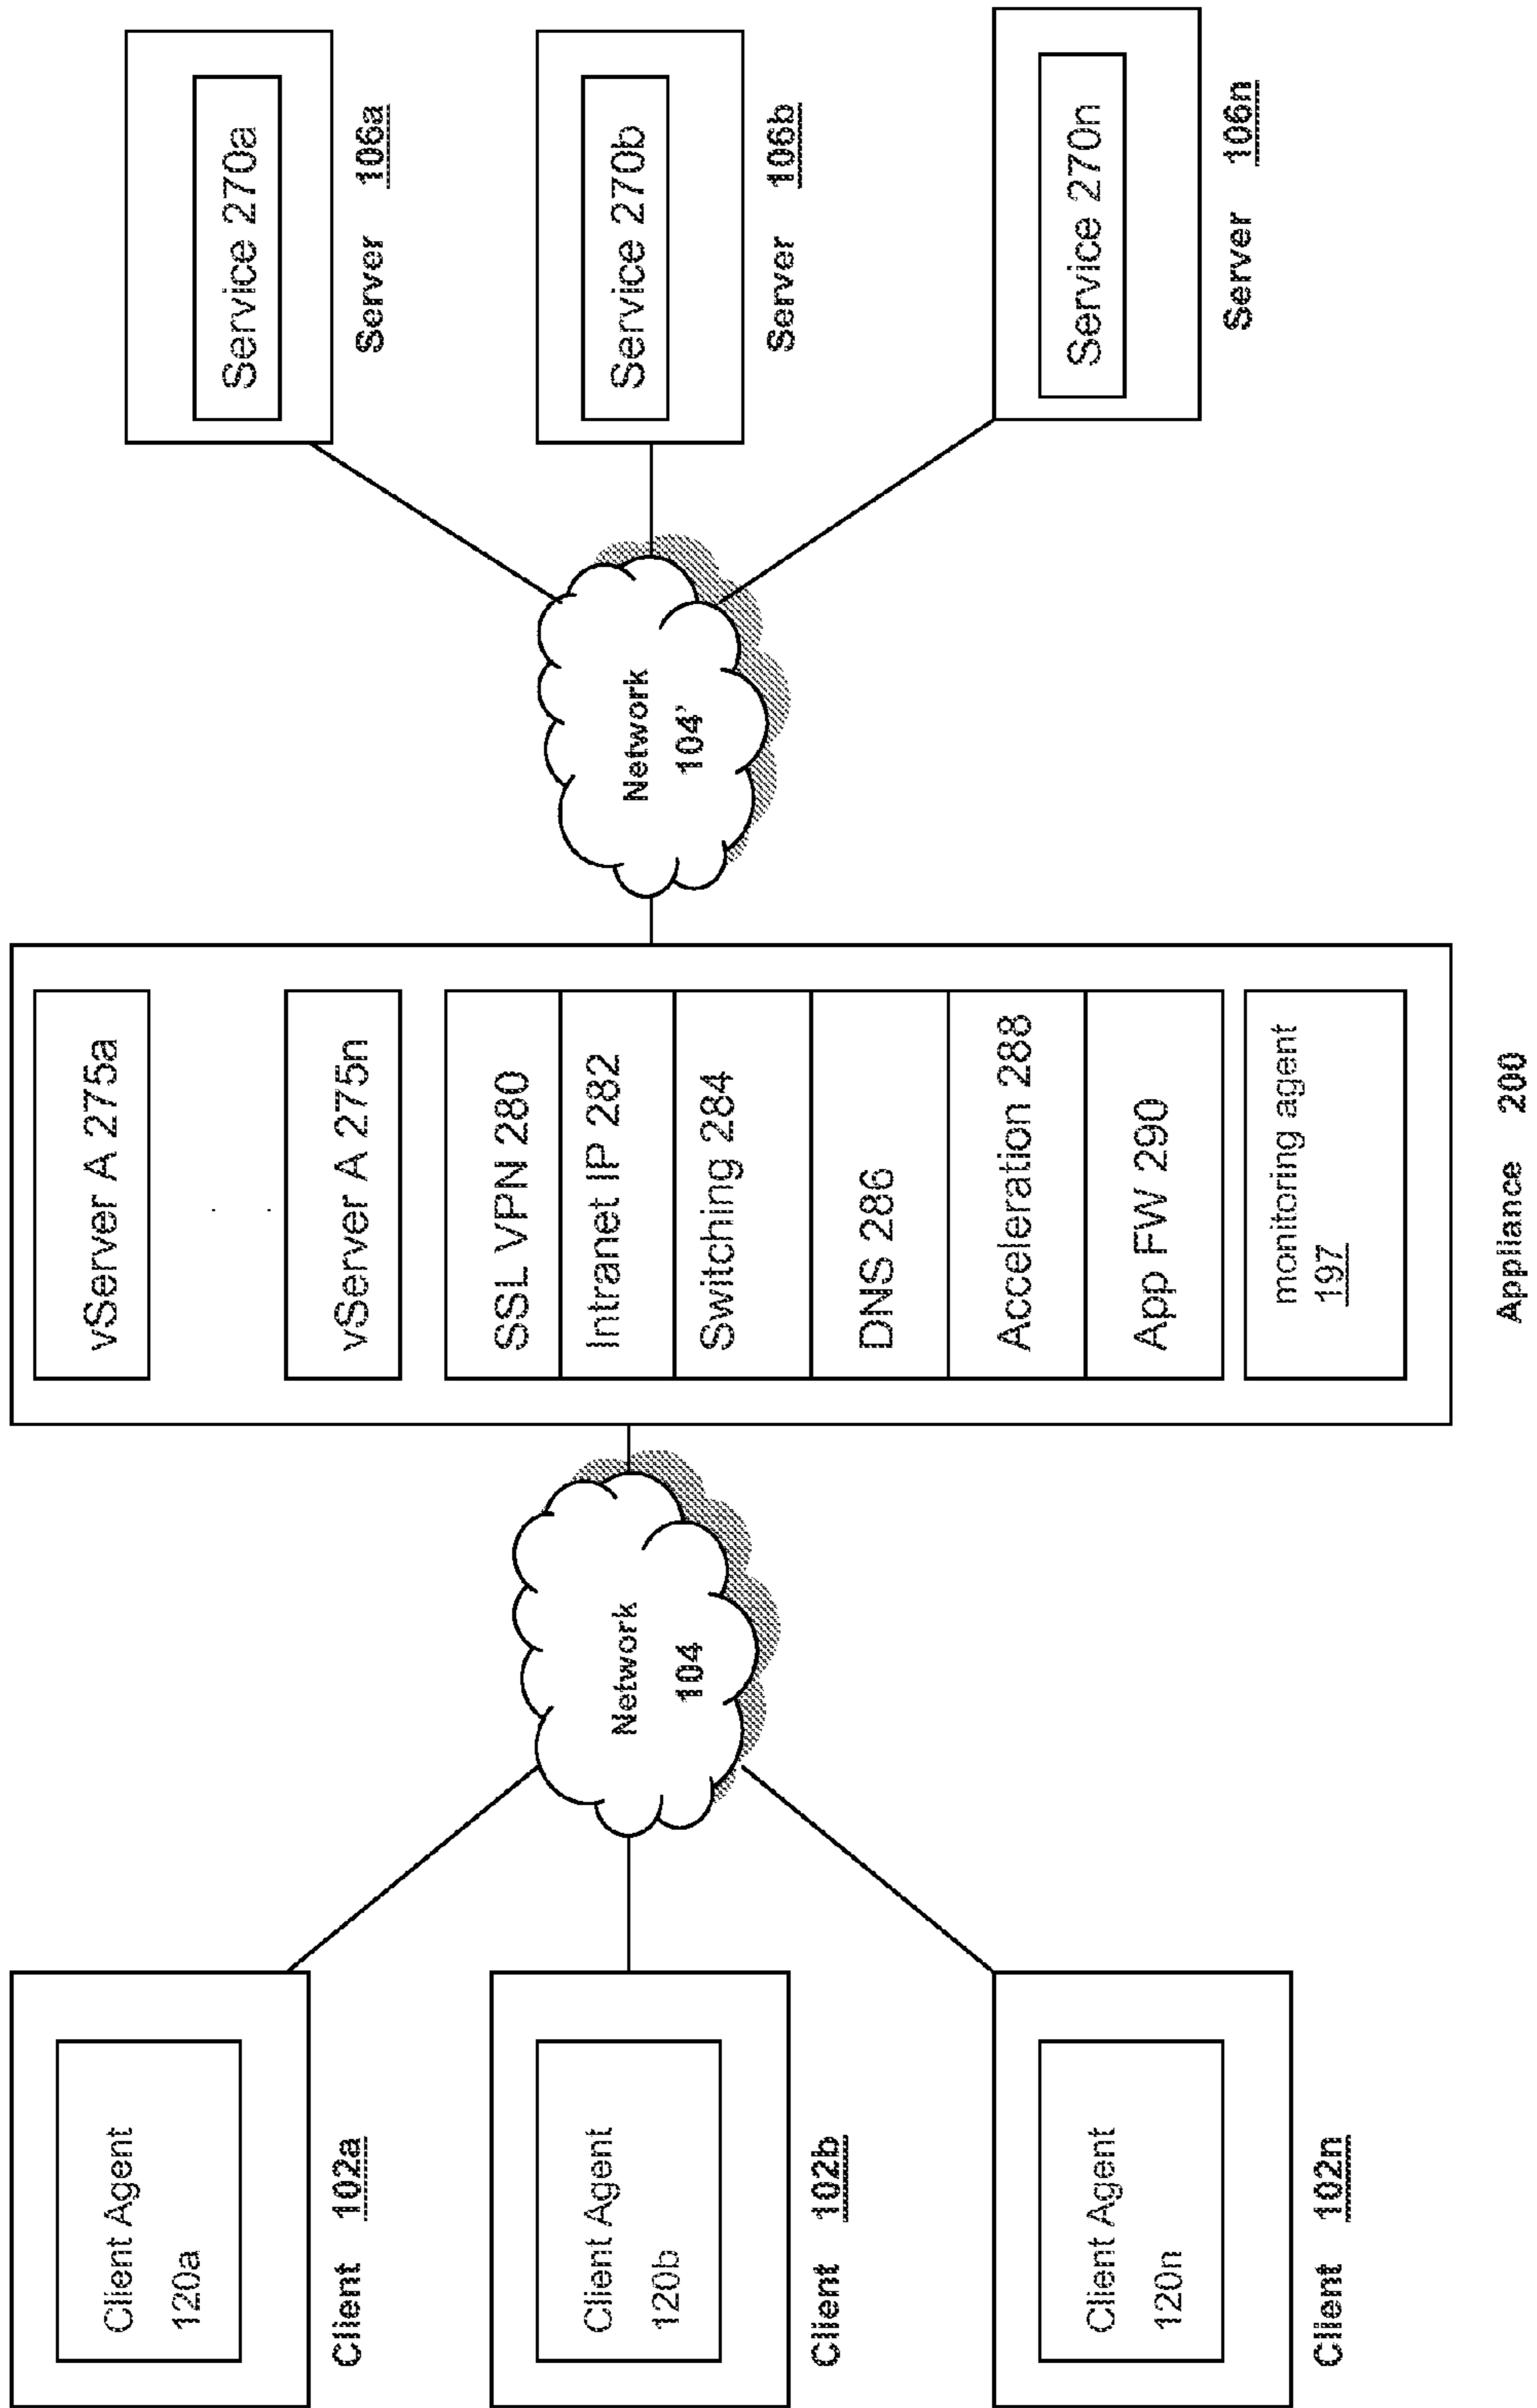 Client Agent
120a
Client 102a
Client Agent
120b
Client 102b
Client Agent
120n
Client 102n
Network
104
vServer A 275a
. .
vServer A 275n
SSL VPN 280
Intranet IP 282
Switching 284
DNS 286
Acceleration 288
App FW 290
monitoring agent
197
Appliance 200
Network
104'
Service 270a
Server 106a
Service 270b
Server 106b
Service 270n
Server 106n